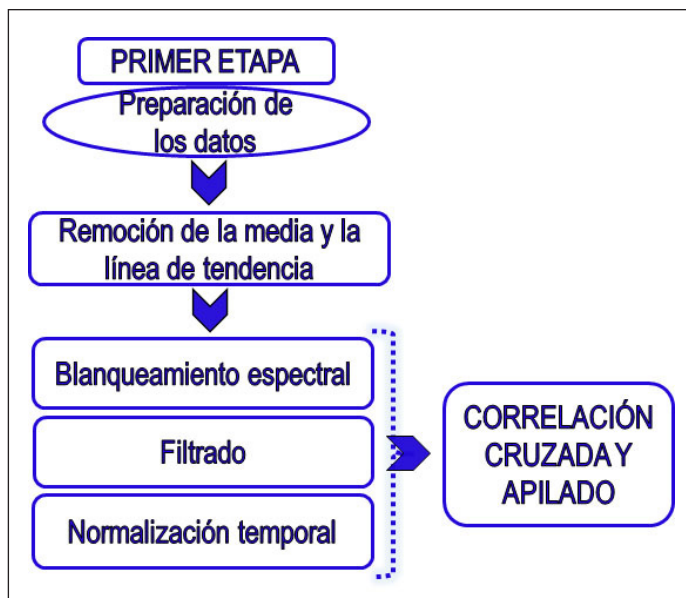 PRIMER ETAPA
Preparación de
los datos
Remoción de la media y la
línea de tendencia
Blanqueamiento espectral
Filtrado
Normalización temporal
CORRELACIÓN
CRUZADA Y
APILADO